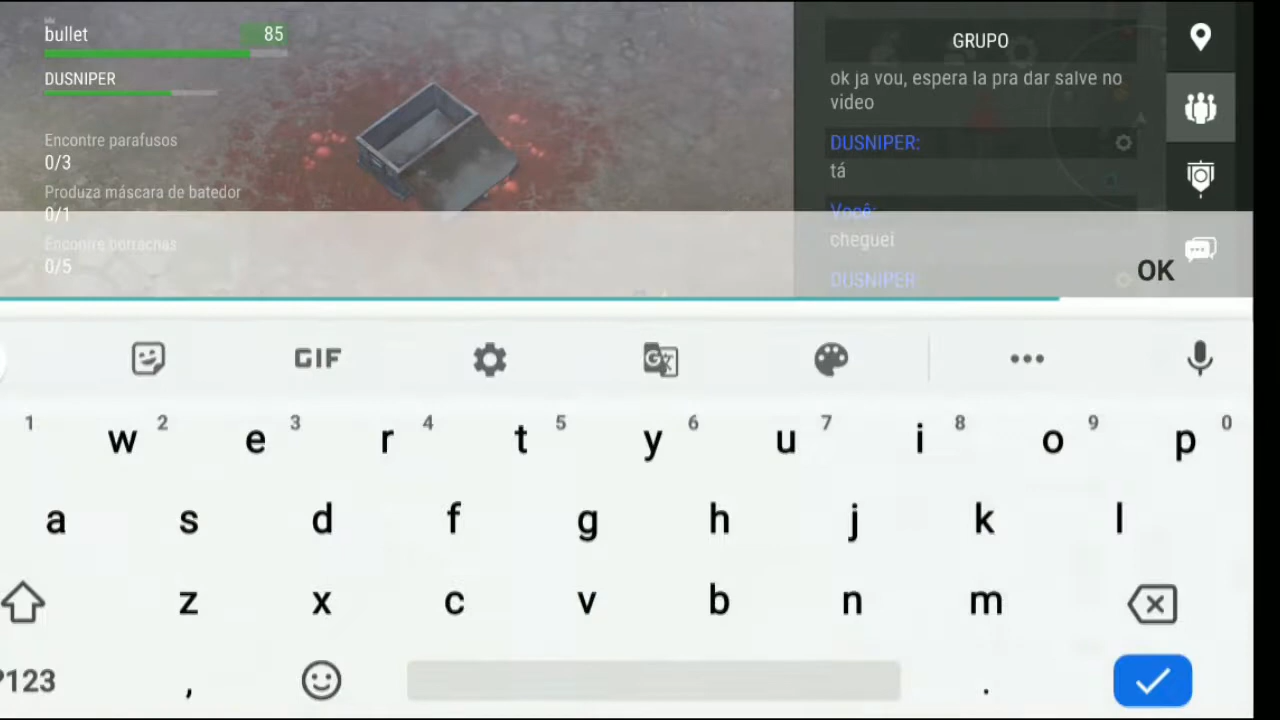 bullet 85
DUSNIPER
Encontre parafusos
0/3
Produza máscara de batedor
0/1
Encontre borrachas
0/5
GRUPO
ok ja vou, espera la pra dar salve no
video
DUSNIPER:
tá
Você:
cheguei
DUSNIPER:
OK
GIF
1 2 3 4 5 6 7 8 9 0
w e r t y u i o p
a s d f g h j k l
z x c v b n m
?123 , .